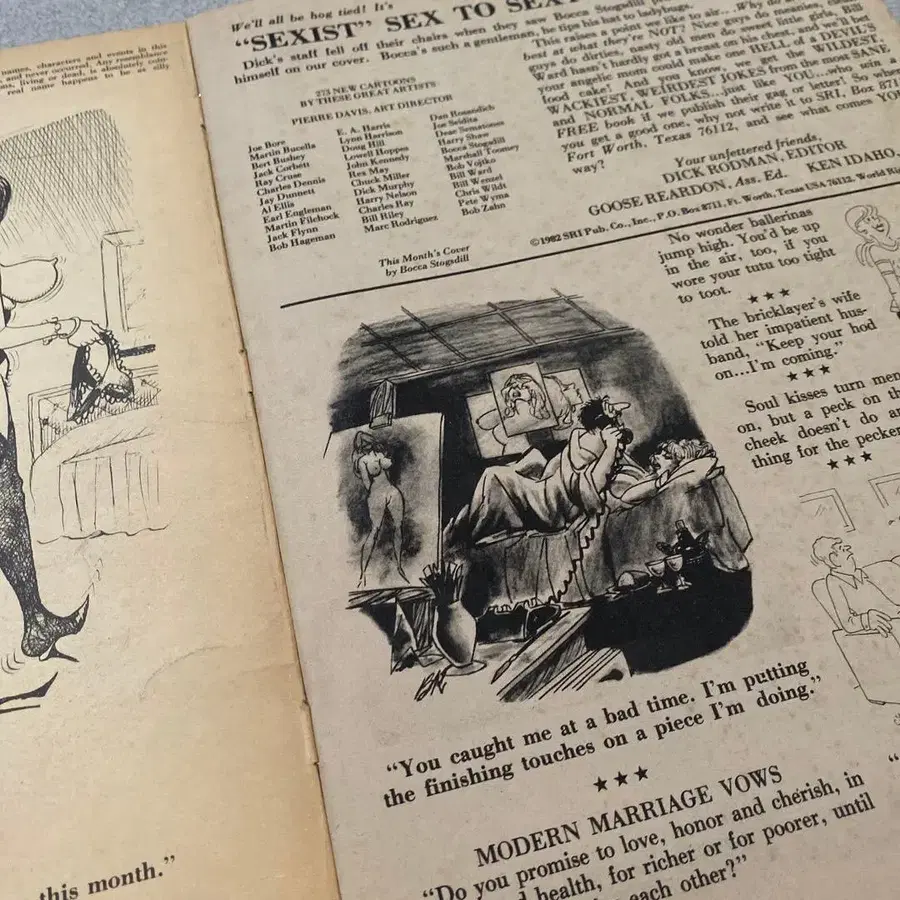 names, characters and events in this
and never occurred. Any resemblance
living or dead, is absolutely
real name happens to be as silly
this month."
We'll all be hog tied! It's
"SEXIST" SEX TO
Dick's staff fell off their chairs when they saw Bocca Stogsdill
himself on our cover. Bocca's such a gentleman, he tips his hat to ladybugs.
This raises a point we like to air...Why do
best at what they're NOT? Nice guys do
guys do dirties, nasty old men do sweet little girls, Bill
Ward hasn't hardly got a breast on his chest, and we'll bet
your angelic mom could make one HELL of a DEVIL'S
food cake! And you know, we get the WILDEST,
WACKIEST, WEIRDEST JOKES from the most SANE
and NORMAL FOLKS...just like YOU...who win a
FREE book if we publish their gag or letter! So when
you get a good one, why not write it to SRI, Box 871
Fort Worth, Texas 76112, and see what comes YOU
way?
Your unfettered friends,
DICK RODMAN, EDITOR
GOOSE REARDON, Ass. Ed. KEN IDAHO,
273 NEW CARTOONS
BY THESE GREAT ARTISTS
PIERRE DAVIS, ART DIRECTOR
Joe Bore
Martin Bucella
Bert Bushey
Jack Corbett
Ray Cruse
Charles Dennis
Jay Dunnett
Al Ellis
Earl Engleman
Martin Filchock
Jack Flynn
Bob Hageman
E. A. Harris
Lynn Harrison
Doug Hill
Lowell Hoppes
John Kennedy
Rex May
Chuck Miller
Dick Murphy
Harry Nelson
Charles Ray
Bill Riley
Marc Rodriguez
Dan Rosandich
Joe Seidita
Dear Sematones
Harry Shaw
Bocca Stogsdill
Marshall Toomey
Bob Vojtko
Bill Ward
Bill Wenzel
Chris Wildt
Pete Wyma
Bob Zahn
This Month's Cover
by Bocca Stogsdill
©1982 SRI Pub. Co., Inc., P.O. Box 8711, Ft. Worth, Texas USA 76112. World
No wonder ballerinas
jump high. You'd be up
in the air, too, if you
wore your tutu too tight
to toot.
★★★
The bricklayer's wife
told her impatient hus-
band, "Keep your hod
on...I'm coming."
★★★
Soul kisses turn men
on, but a peck on the
cheek doesn't do
thing for the pecker
★★★
"You caught me at a bad time. I'm putting
the finishing touches on a piece I'm doing."
★★★
MODERN MARRIAGE VOWS
"Do you promise to love, honor and cherish, in
health, for richer or for poorer, until
each other?"